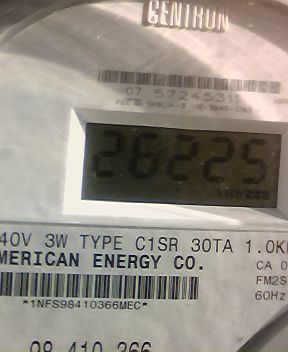 CENTRON
07 57245311
26225
40V 3W TYPE C1SR 30TA 1.0K
MERICAN ENERGY CO.
CA 0
FM2S
60Hz
*1NFS98410366MEC*
98 410 366